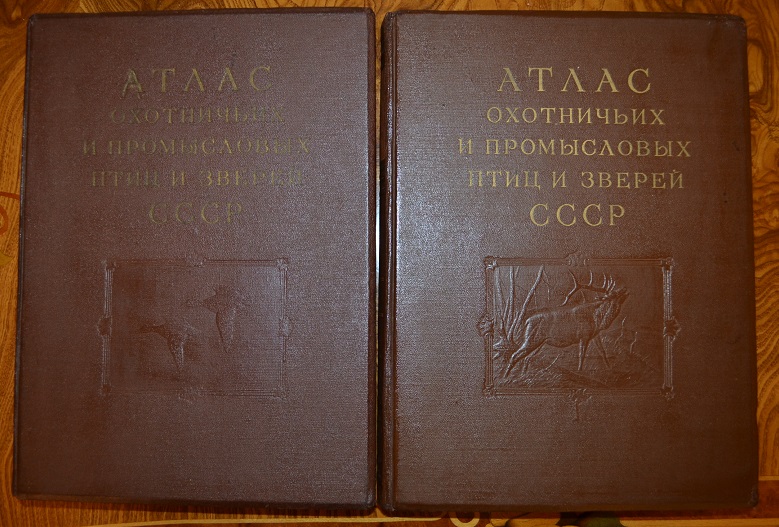 АТЛАС
ОХОТНИЧЬИХ
И ПРОМЫСЛОВЫХ
ПТИЦ И ЗВЕРЕЙ
СССР
АТЛАС
ОХОТНИЧЬИХ
И ПРОМЫСЛОВЫХ
ПТИЦ И ЗВЕРЕЙ
СССР